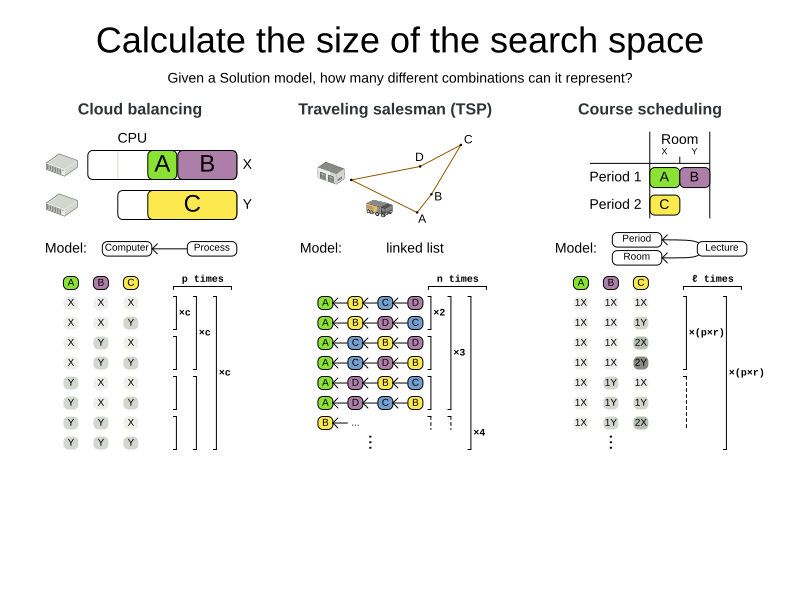 Calculate the size of the search space
Given a Solution model, how many different combinations can it represent?
Cloud balancing
CPU
A B X
C Y
Model: Computer Process
A B C p times
X X X
X X Y
X Y X
X Y Y
Y X X
Y X Y
Y Y X
Y Y Y
×c
×c
×c
Traveling salesman (TSP)
C
D
B
A
Model: linked list
n times
A B C D
A B D C
A C B D
A C D B
A D B C
A D C B
B ...
×2
×3
×4
Course scheduling
Room
X Y
Period 1 A B
Period 2 C
Model: Period Lecture
Room
A B C ℓ times
1X 1X 1X
1X 1X 1Y
1X 1X 2X
1X 1X 2Y
1X 1Y 1X
1X 1Y 1Y
1X 1Y 2X
×(p×r)
×(p×r)